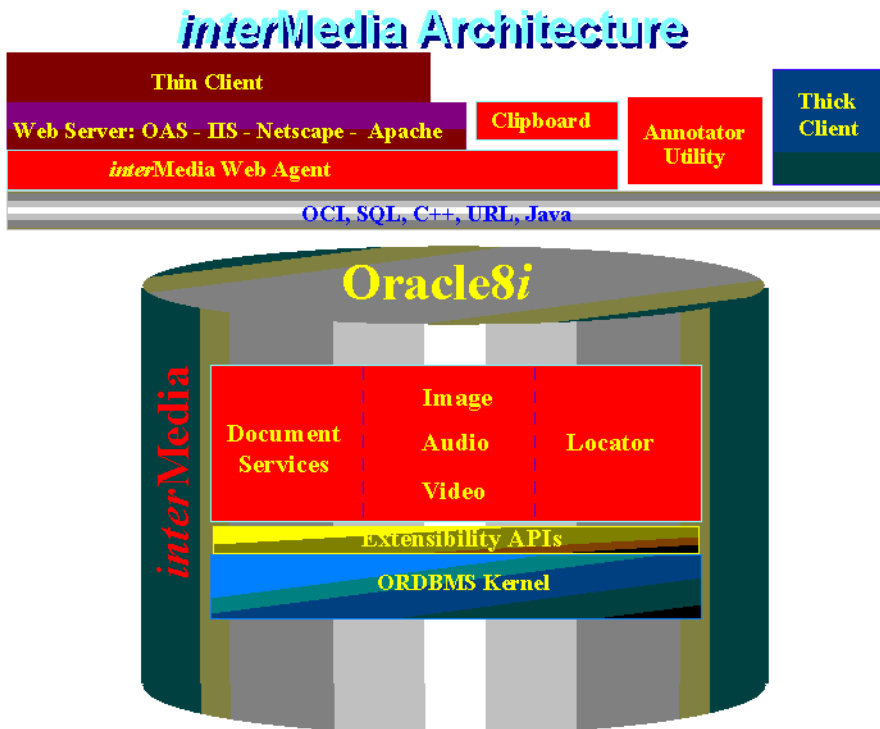 interMedia Architecture
Thin Client
Web Server: OAS - IIS - Netscape - Apache
interMedia Web Agent
Clipboard
Annotator
Utility
Thick
Client
OCI, SQL, C++, URL, Java
Oracle8i
interMedia
Document
Services
Image
Audio
Video
Locator
Extensibility APIs
ORDBMS Kernel